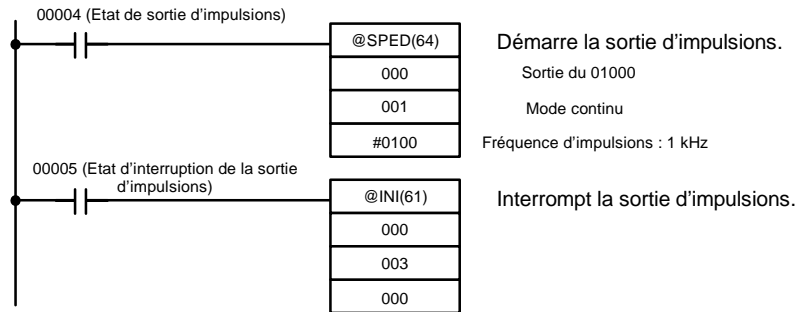 00004 (Etat de sortie d'impulsions)
@SPED(64)
Démarre la sortie d'impulsions.
000
Sortie du 01000
001
Mode continu
#0100
Fréquence d'impulsions : 1 kHz
00005 (Etat d'interruption de la sortie
d'impulsions)
@INI(61)
Interrompt la sortie d'impulsions.
000
003
000